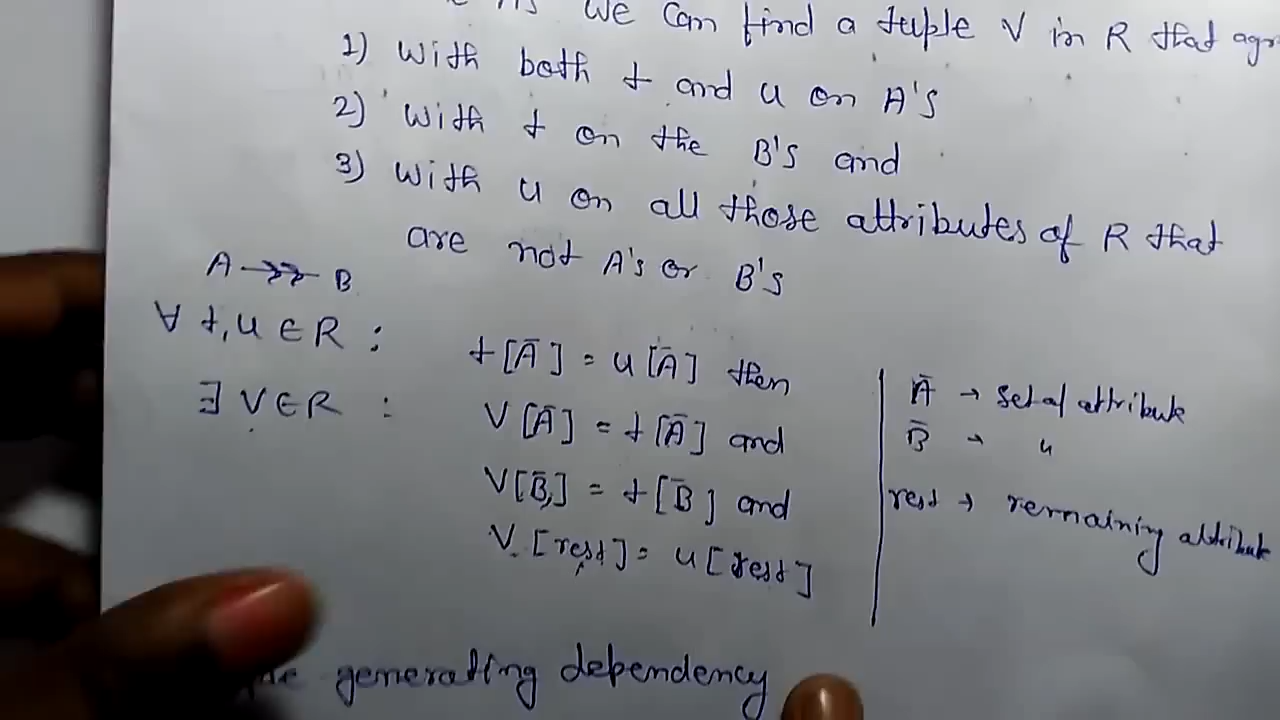 We can find a tuple V in R that agr
1) With both t and u on A's
2) With t on the B's and
3) With u on all those attributes of R that
are not A's or B's
A →→ B
∀ t, u ∈ R :
t[Ā] = u[Ā] then
∃ V ∈ R :
V[Ā] = t[Ā] and
V[B̄] = t[B̄] and
V[rest] = u[rest]
Ā → Set of attribute
B̄ → "
rest → remaining attribute
generating dependency